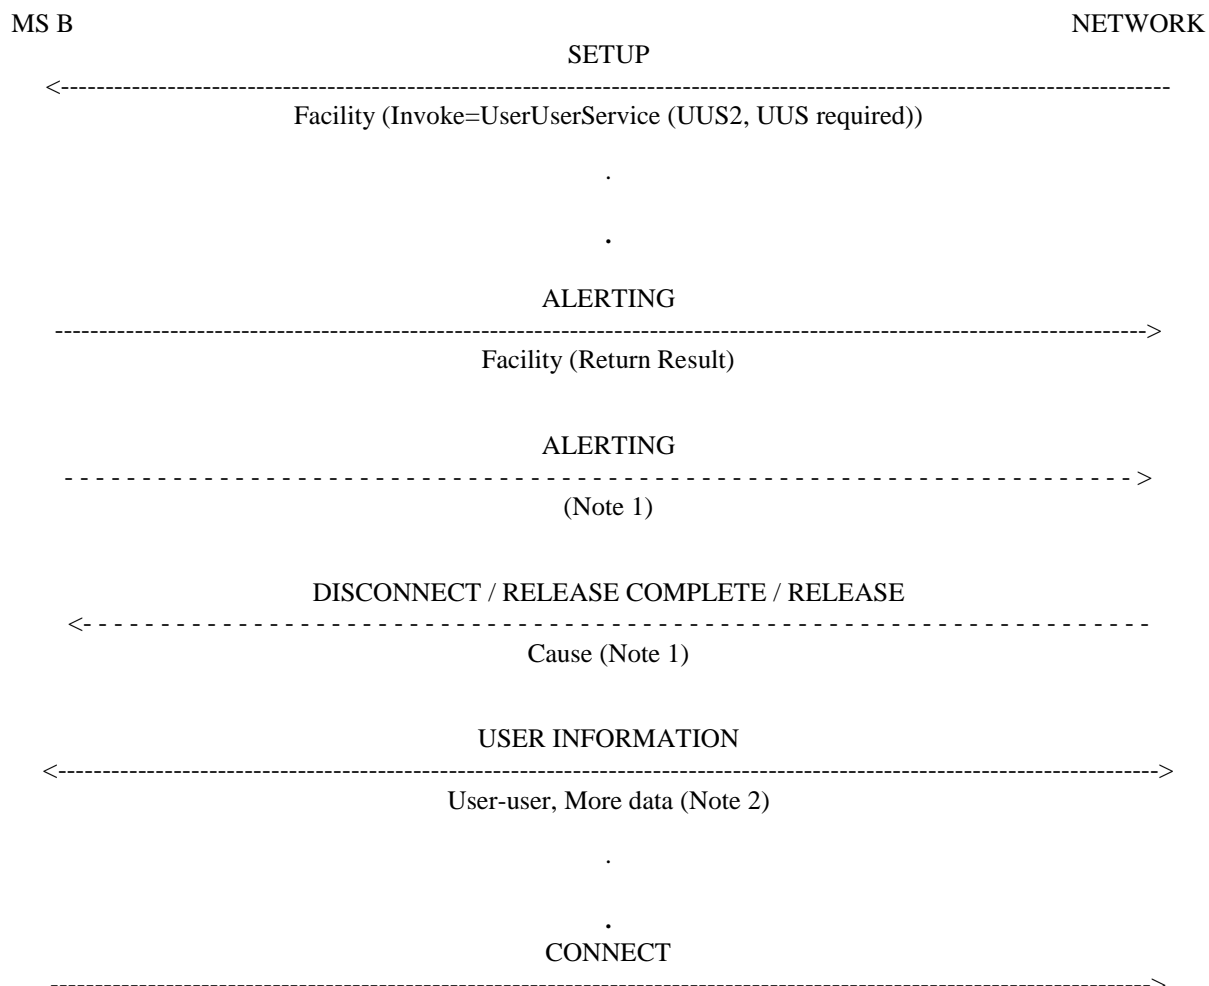 MS B NETWORK
SETUP
<------------------------------------------------------------------------------------------------------------------------------
Facility (Invoke=UserUserService (UUS2, UUS required))
.
.
ALERTING
---------------------------------------------------------------------------------------------------------------------------->
Facility (Return Result)
ALERTING
- - - - - - - - - - - - - - - - - - - - - - - - - - - - - - - - - - - - - - - - - - - - - - - - - - - - - - - - >
(Note 1)
DISCONNECT / RELEASE COMPLETE / RELEASE
<- - - - - - - - - - - - - - - - - - - - - - - - - - - - - - - - - - - - - - - - - - - - - - - - - - - - - - - -
Cause (Note 1)
USER INFORMATION
<----------------------------------------------------------------------------------------------------------------------------->
User-user, More data (Note 2)
.
.
CONNECT
----------------------------------------------------------------------------------------------------------------------------->